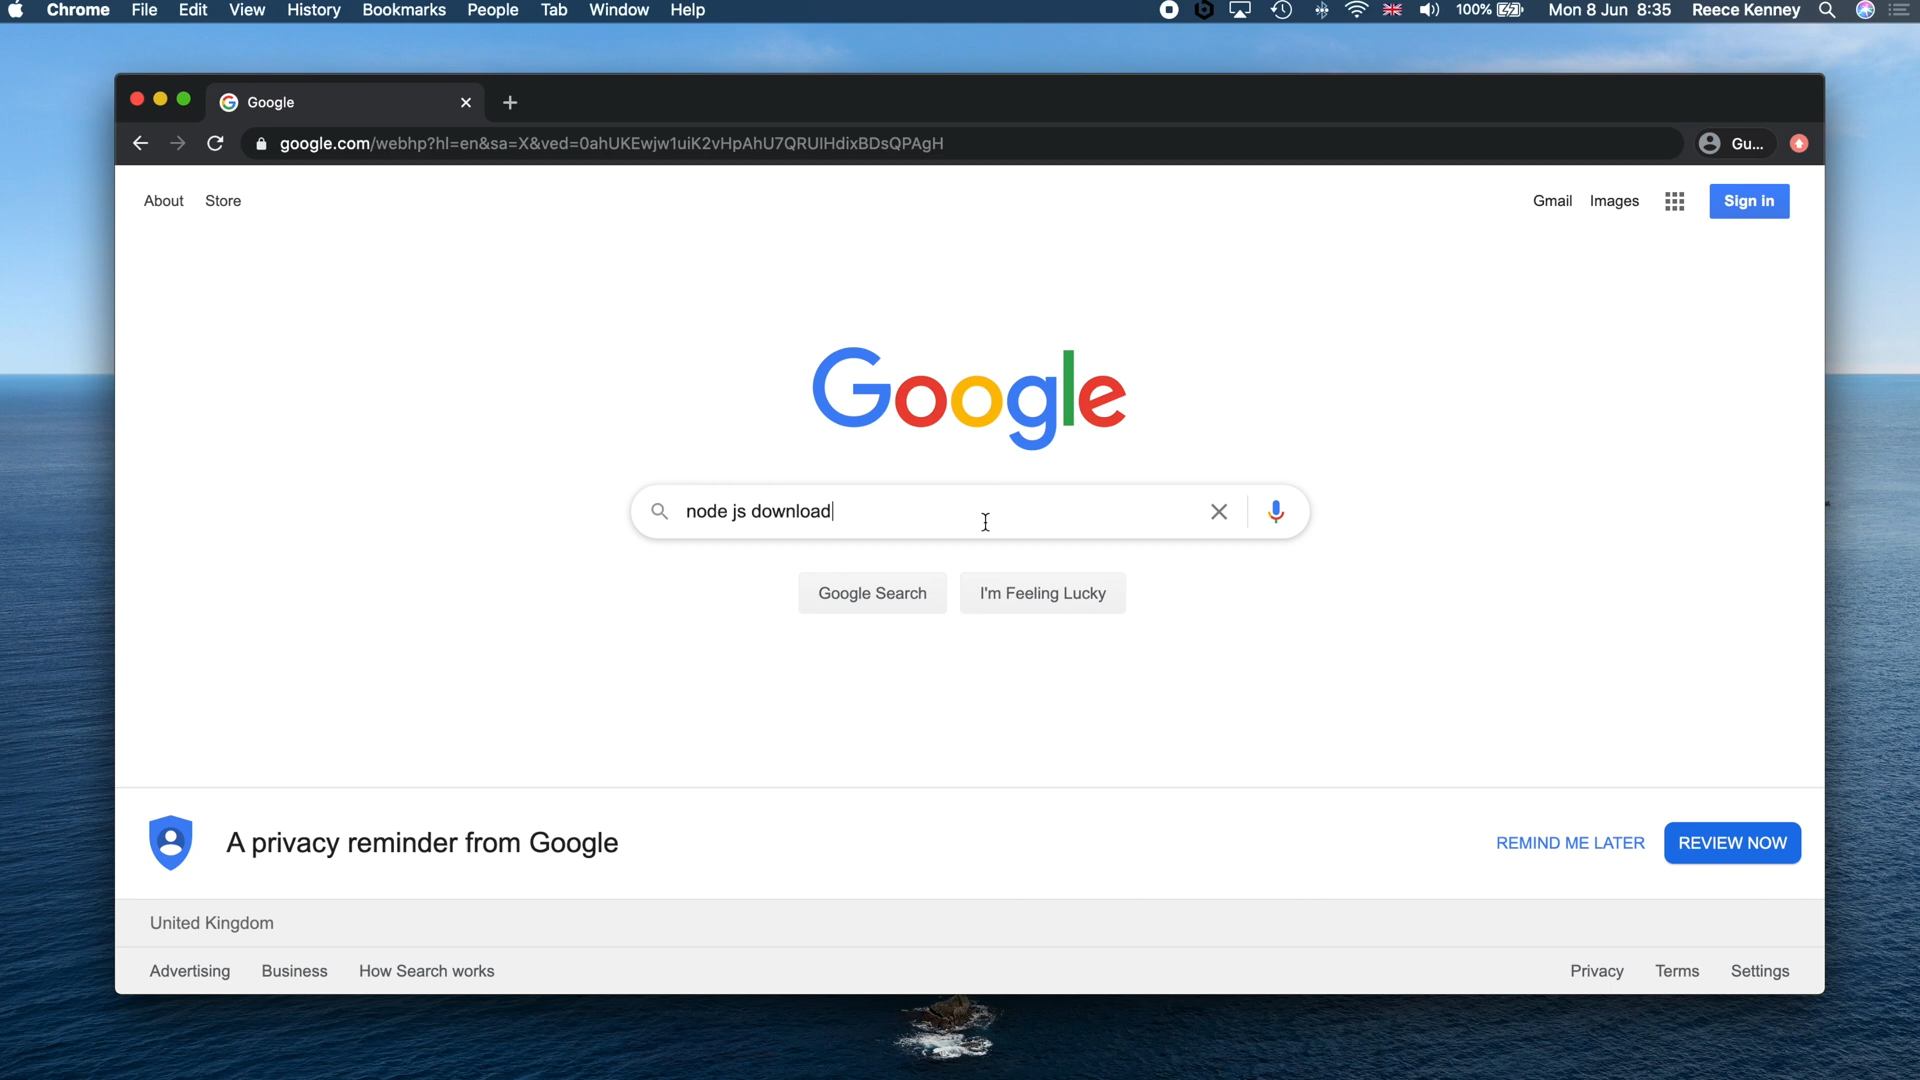 Chrome File Edit View History Bookmarks People Tab Window Help 100% Mon 8 Jun 8:35 Reece Kenney
Google
google.com/webhp?hl=en&sa=X&ved=0ahUKEwjw1uiK2vHpAhU7QRUIHdixBDsQPAgH Gu...
About Store Gmail Images Sign in
Google
node js download
Google Search I'm Feeling Lucky
A privacy reminder from Google REMIND ME LATER REVIEW NOW
United Kingdom
Advertising Business How Search works Privacy Terms Settings